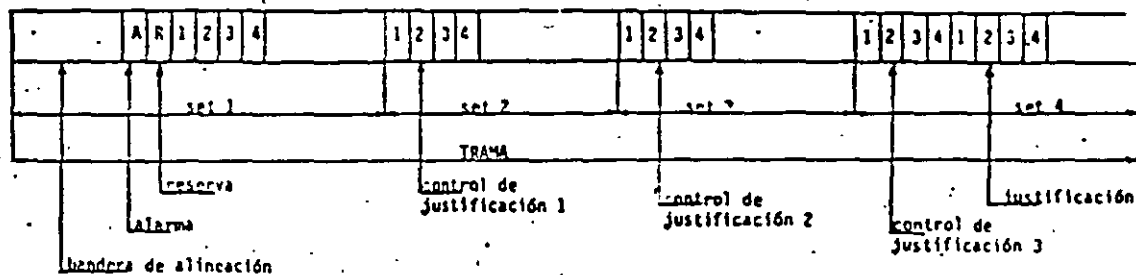 A R 1 2 3 4 1 2 3 4 1 2 3 4 1 2 3 4 1 2 3 4
set 1 set 2 set set 4
TRAMA
reserva
control de
justificación 1
control de
justificación 2
justificación
control de
justificación 3
alarma
bandera de alineación